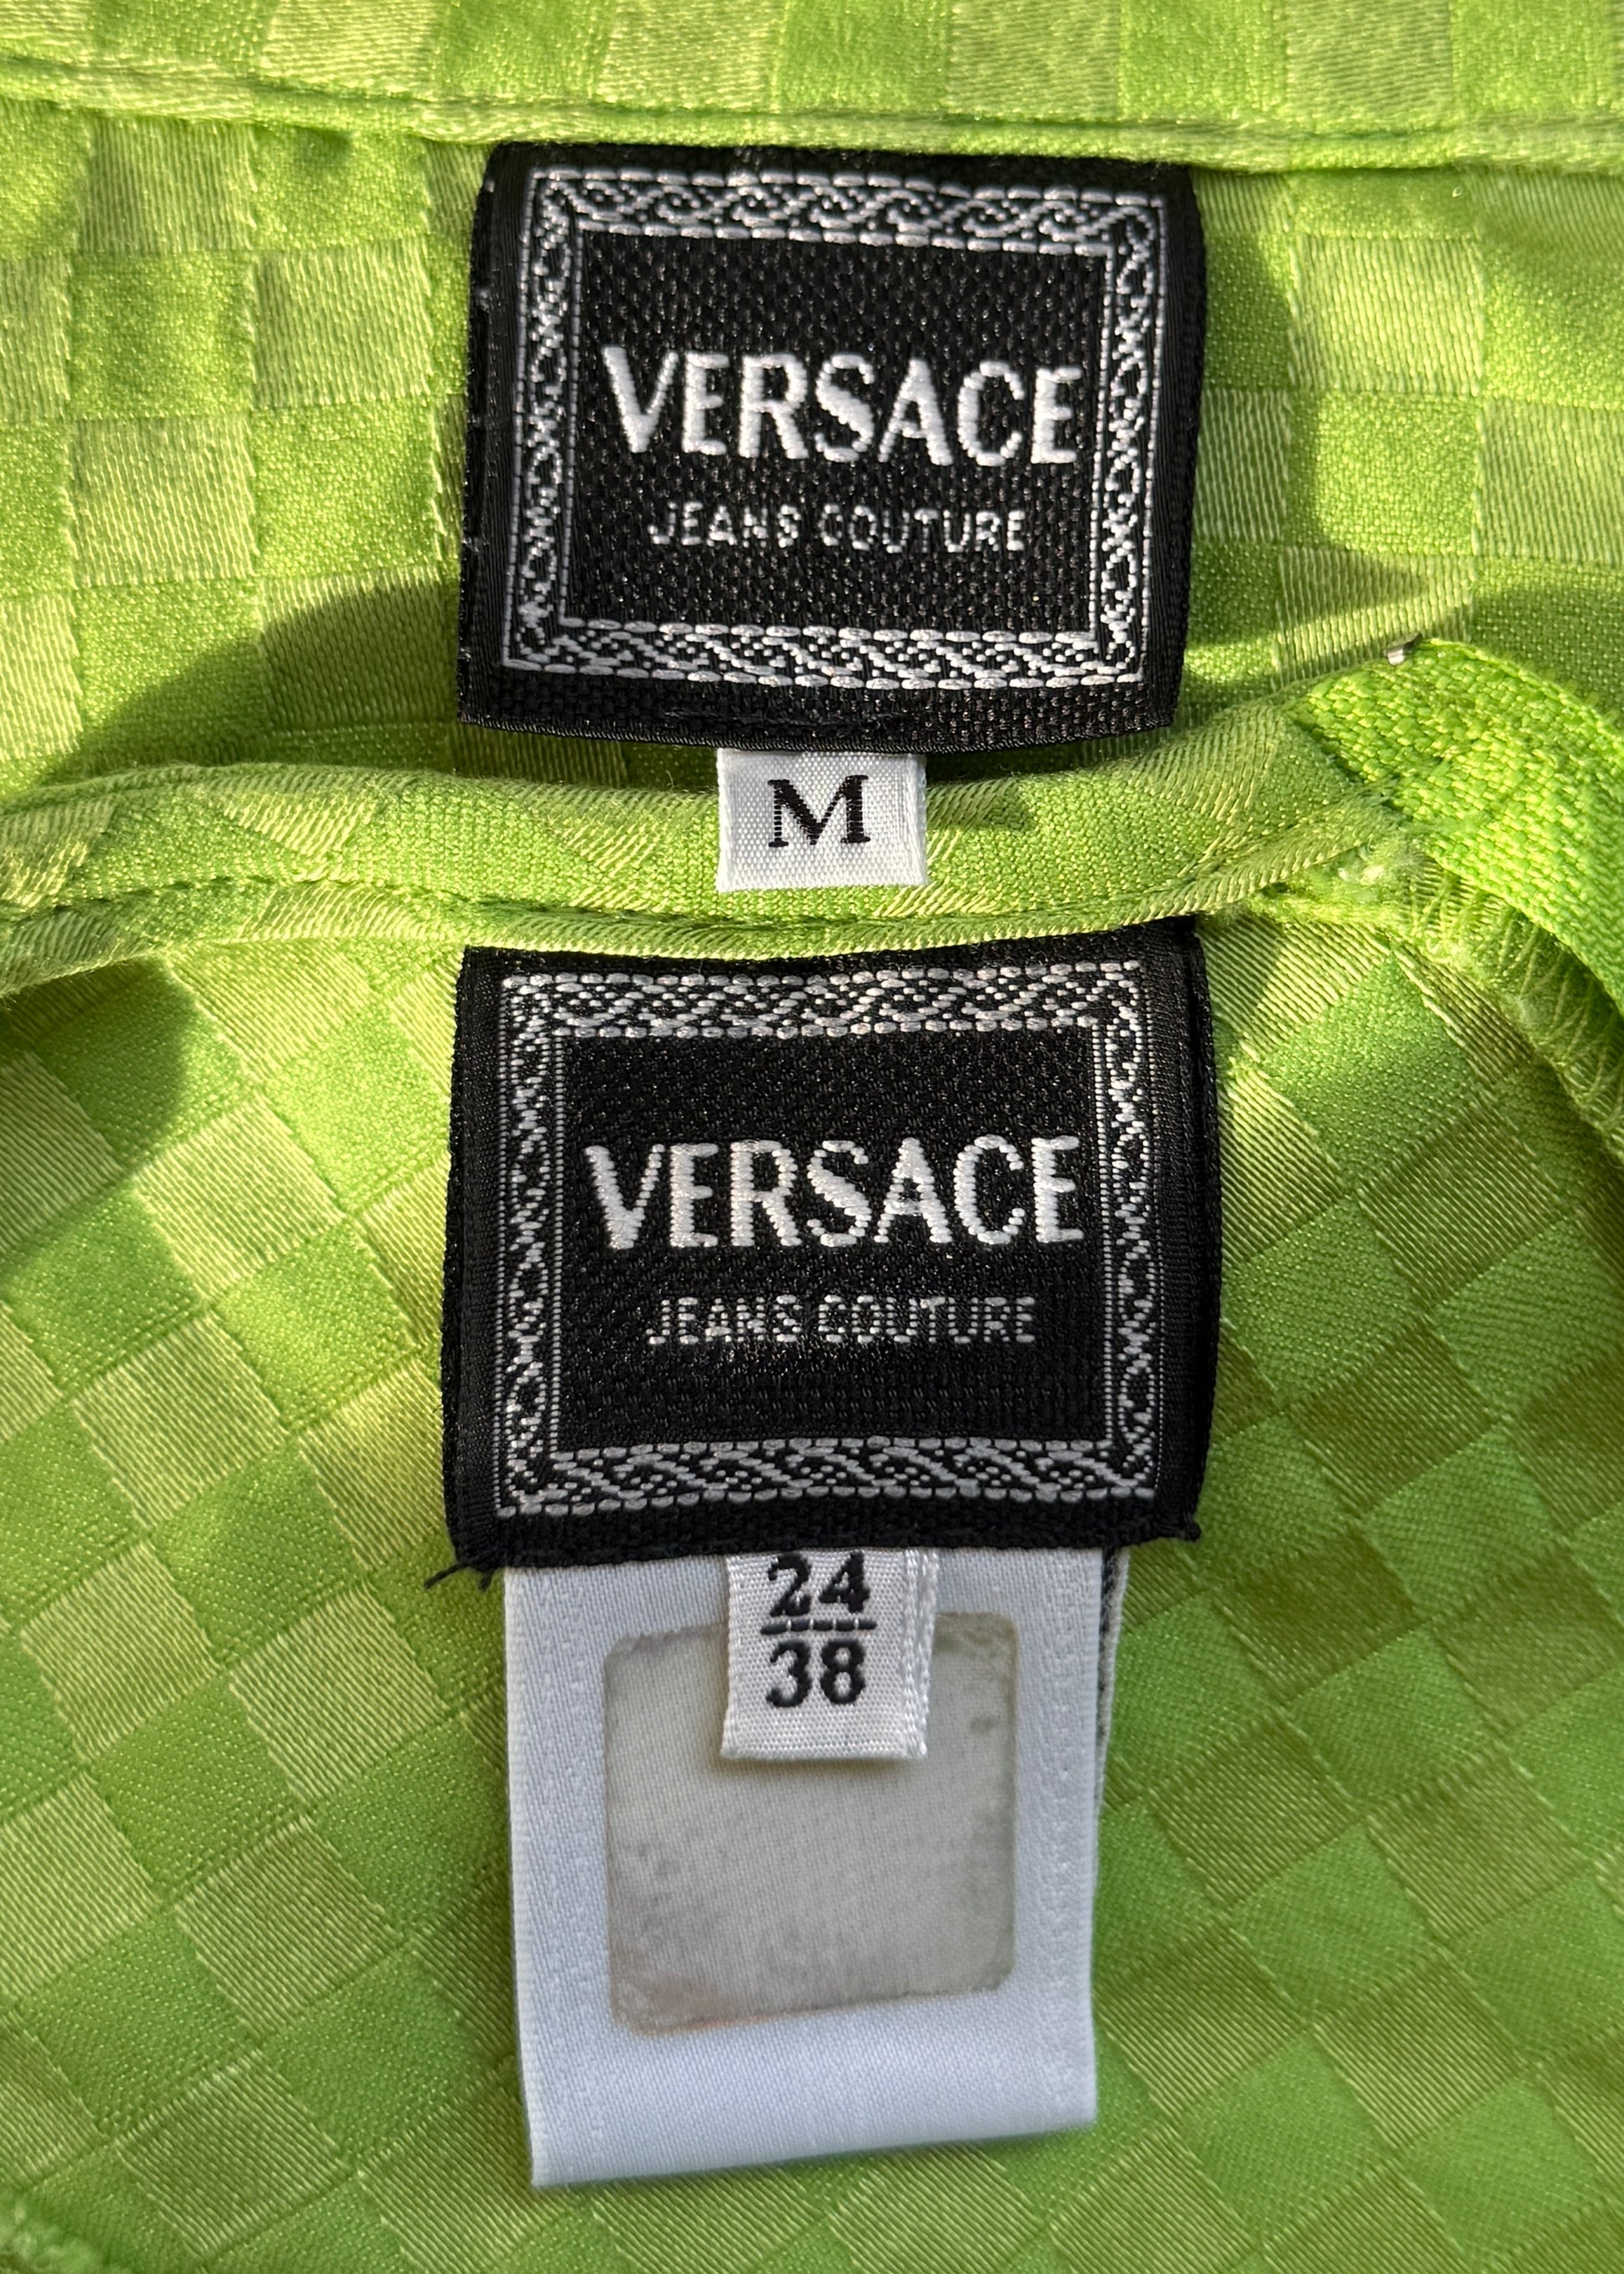 VERSACE
JEANS COUTURE
M
VERSACE
JEANS COUTURE
24
38